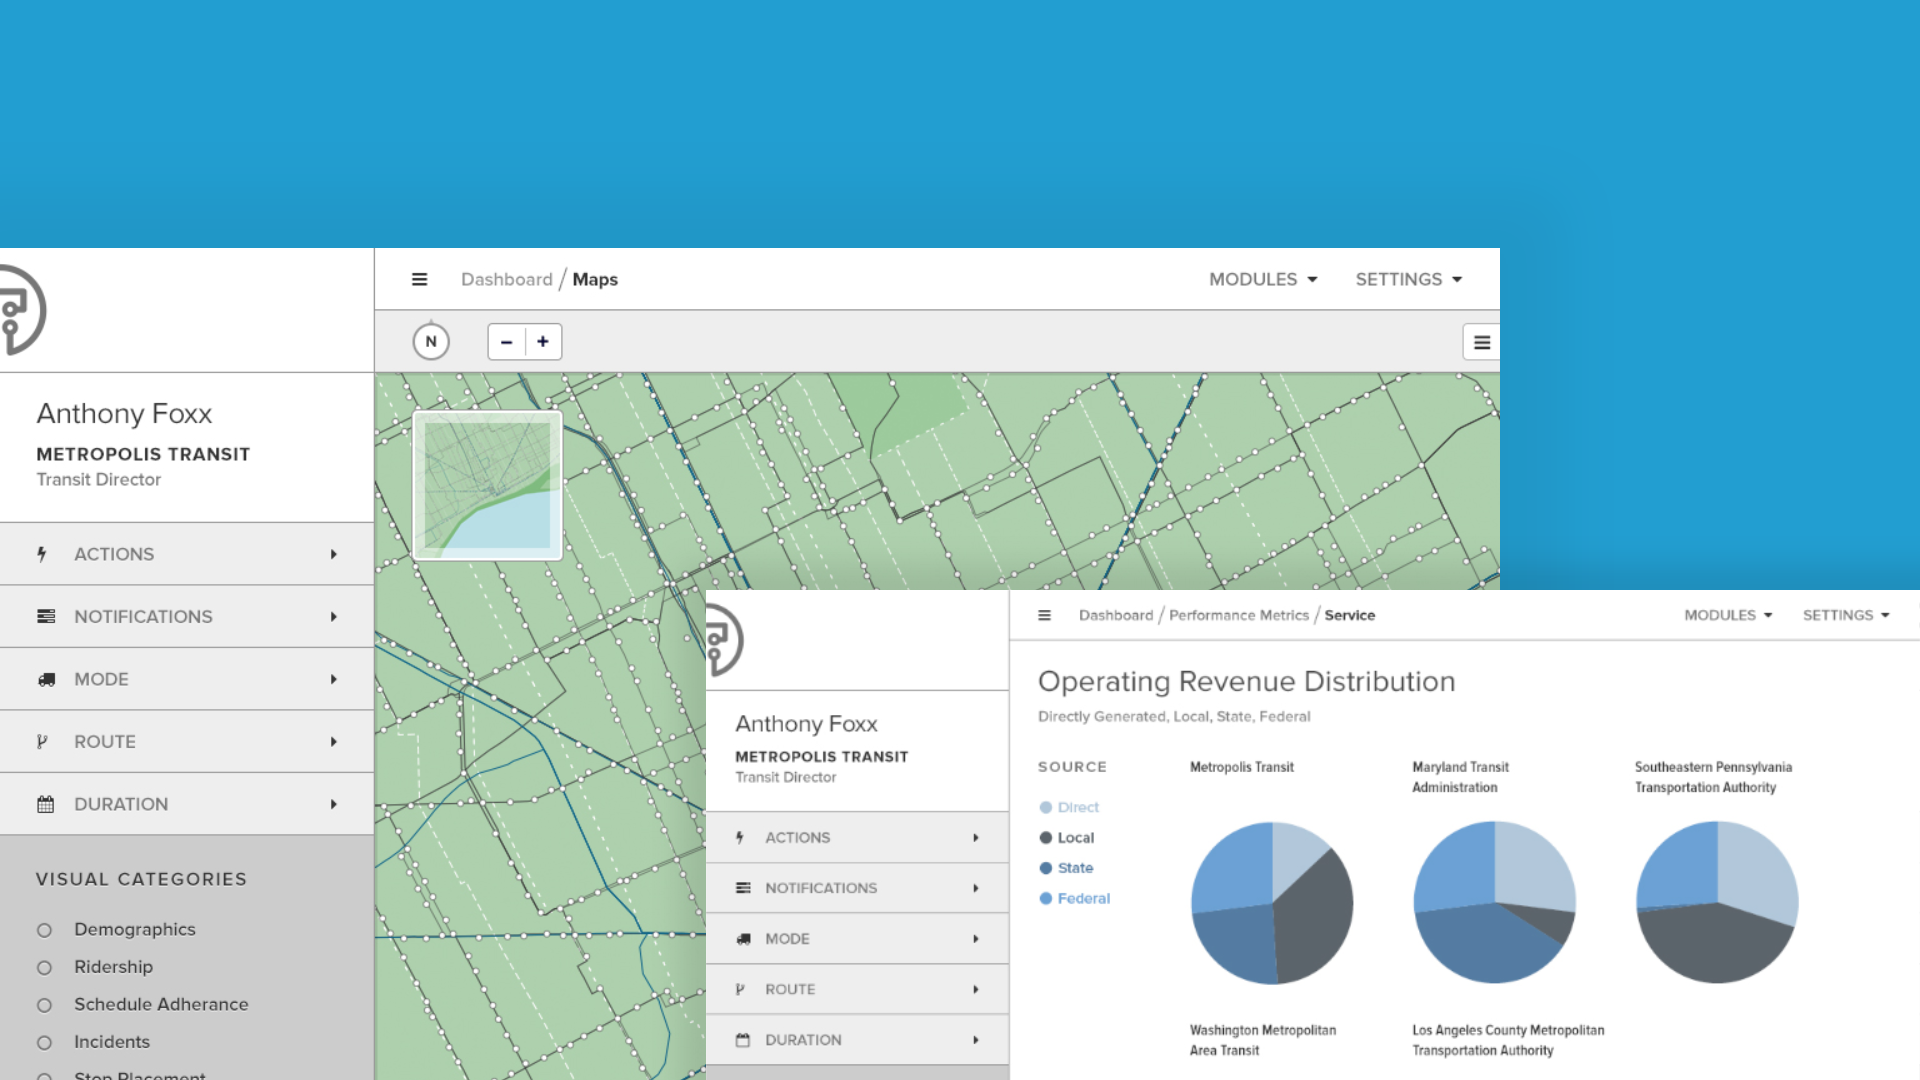 Dashboard / Maps
MODULES
SETTINGS
N
− +
Anthony Foxx
METROPOLIS TRANSIT
Transit Director
ACTIONS
NOTIFICATIONS
MODE
ROUTE
DURATION
VISUAL CATEGORIES
Demographics
Ridership
Schedule Adherance
Incidents
Stop Placement
Dashboard / Performance Metrics / Service
MODULES
SETTINGS
Anthony Foxx
METROPOLIS TRANSIT
Transit Director
ACTIONS
NOTIFICATIONS
MODE
ROUTE
DURATION
Operating Revenue Distribution
Directly Generated, Local, State, Federal
SOURCE
Direct
Local
State
Federal
Metropolis Transit
Maryland Transit
Administration
Southeastern Pennsylvania
Transportation Authority
Washington Metropolitan
Area Transit
Los Angeles County Metropolitan
Transportation Authority